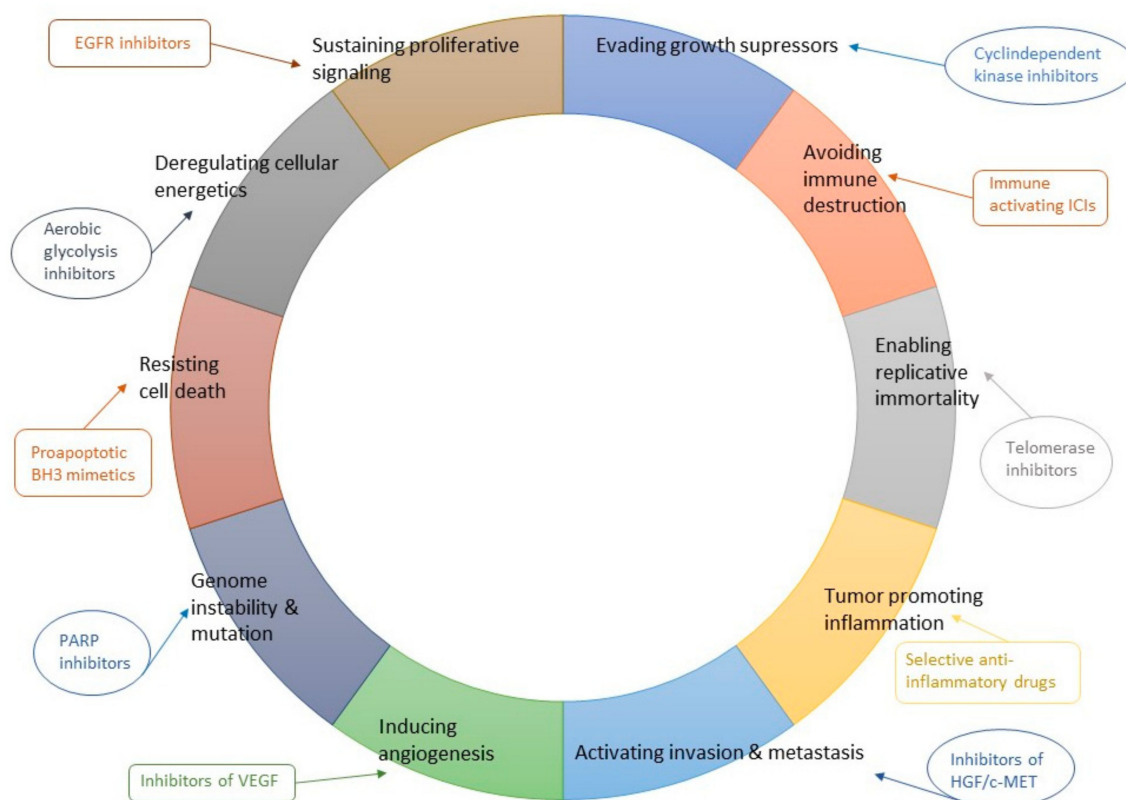 EGFR inhibitors
Sustaining proliferative
signaling
Evading growth supressors
Cyclindependent
kinase inhibitors
Avoiding
immune
destruction
Immune
activating ICIs
Deregulating cellular
energetics
Aerobic
glycolysis
inhibitors
Enabling
replicative
immortality
Telomerase
inhibitors
Resisting
cell death
Proapoptotic
BH3 mimetics
Genome
instability &
mutation
PARP
inhibitors
Tumor promoting
inflammation
Selective anti-
inflammatory drugs
Inducing
angiogenesis
Inhibitors of VEGF
Activating invasion & metastasis
Inhibitors of
HGF/c-MET